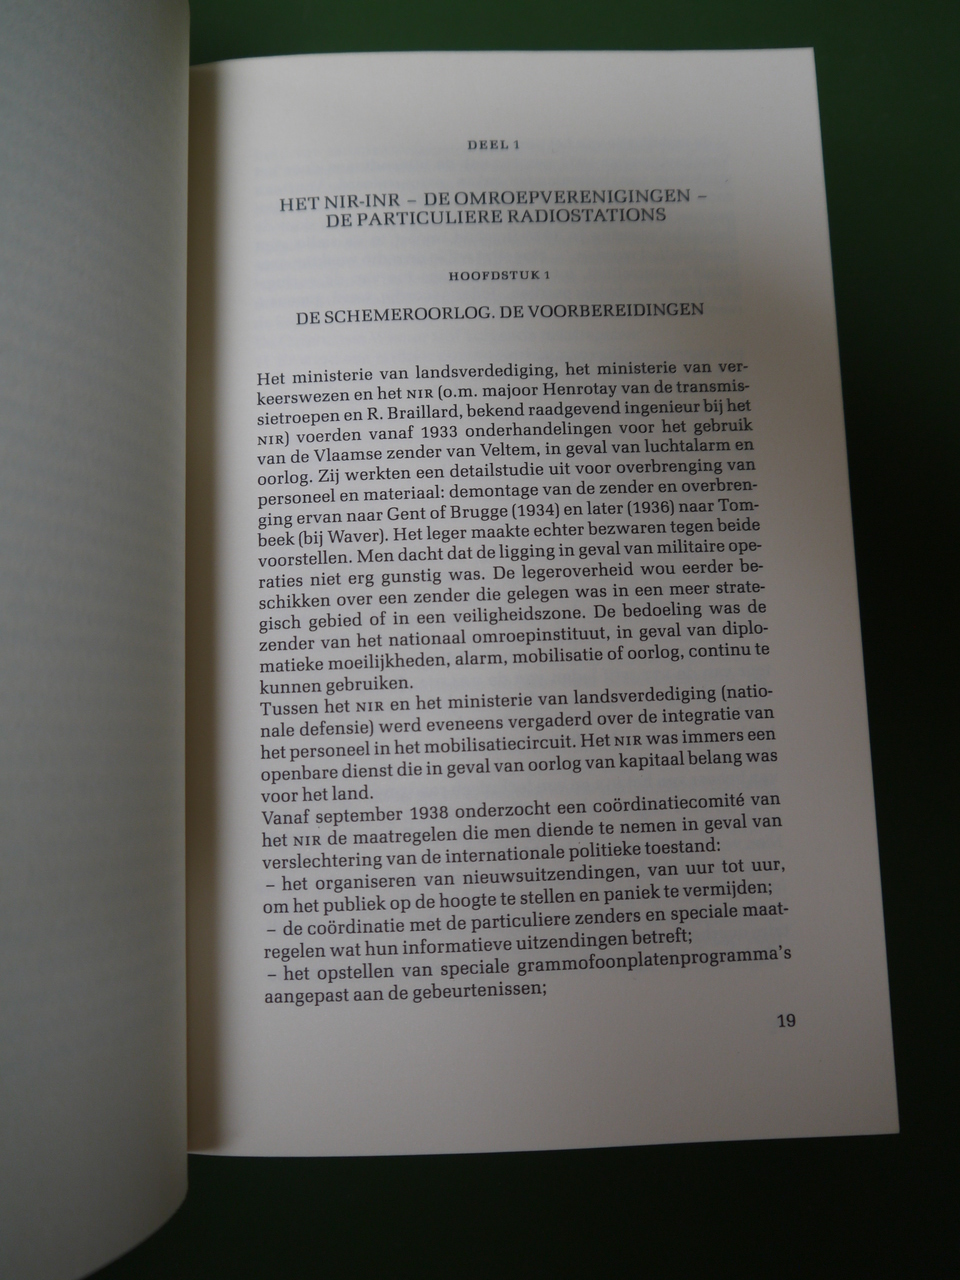 DEEL 1
HET NIR-INR – DE OMROEPVERENIGINGEN –
DE PARTICULIERE RADIOSTATIONS
HOOFDSTUK 1
DE SCHEMEROORLOG. DE VOORBEREIDINGEN
Het ministerie van landsverdediging, het ministerie van ver-
keerswezen en het NIR (o.m. majoor Henrotay van de transmis-
sietroepen en R. Braillard, bekend raadgevend ingenieur bij het
NIR) voerden vanaf 1933 onderhandelingen voor het gebruik
van de Vlaamse zender van Veltem, in geval van luchtalarm en
oorlog. Zij werkten een detailstudie uit voor overbrenging van
personeel en materiaal: demontage van de zender en overbren-
ging ervan naar Gent of Brugge (1934) en later (1936) naar Tom-
beek (bij Waver). Het leger maakte echter bezwaren tegen beide
voorstellen. Men dacht dat de ligging in geval van militaire ope-
raties niet erg gunstig was. De legeroverheid wou eerder be-
schikken over een zender die gelegen was in een meer strate-
gisch gebied of in een veiligheidszone. De bedoeling was de
zender van het nationaal omroepinstituut, in geval van diplo-
matieke moeilijkheden, alarm, mobilisatie of oorlog, continu te
kunnen gebruiken.
Tussen het NIR en het ministerie van landsverdediging (natio-
nale defensie) werd eveneens vergaderd over de integratie van
het personeel in het mobilisatiecircuit. Het NIR was immers een
openbare dienst die in geval van oorlog van kapitaal belang was
voor het land.
Vanaf september 1938 onderzocht een coördinatiecomité van
het NIR de maatregelen die men diende te nemen in geval van
verslechtering van de internationale politieke toestand:
– het organiseren van nieuwsuitzendingen, van uur tot uur,
om het publiek op de hoogte te stellen en paniek te vermijden;
– de coördinatie met de particuliere zenders en speciale maat-
regelen wat hun informatieve uitzendingen betreft;
– het opstellen van speciale grammofoonplatenprogramma's
aangepast aan de gebeurtenissen;
19